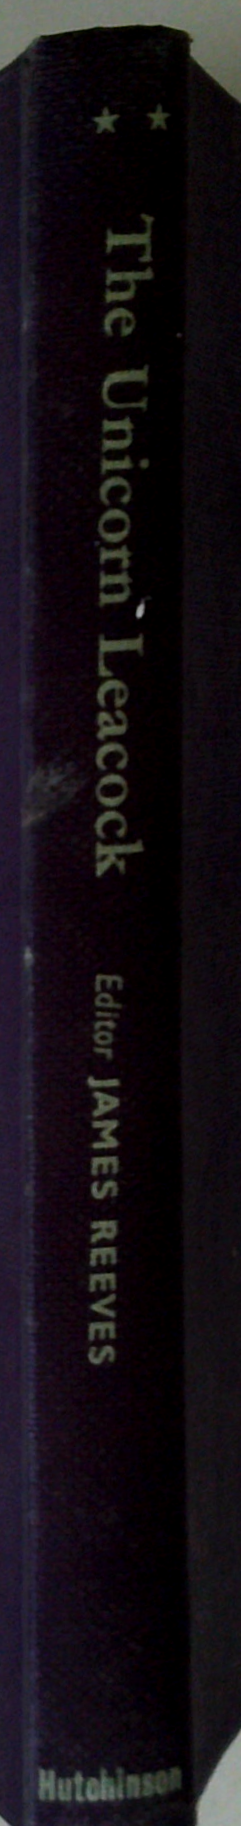 ★ ★
The Unicorn Leacock
Editor JAMES REEVES
Hutchinson